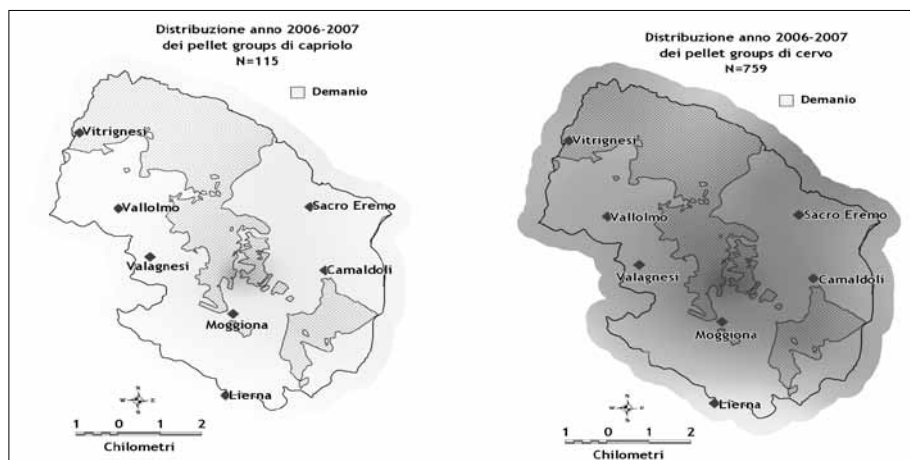 Distribuzione anno 2006-2007
dei pellet groups di capriolo
N=115
Demanio
Vitrignesi
Vallolmo
Sacro Eremo
Valagnesi
Camaldoli
Moggiona
Lierna
N
W E
S
1 0 1 2
Chilometri
Distribuzione anno 2006-2007
dei pellet groups di cervo
N=759
Demanio
Vitrignesi
Vallolmo
Sacro Eremo
Valagnesi
Camaldoli
Moggiona
Lierna
N
W E
S
1 0 1 2
Chilometri